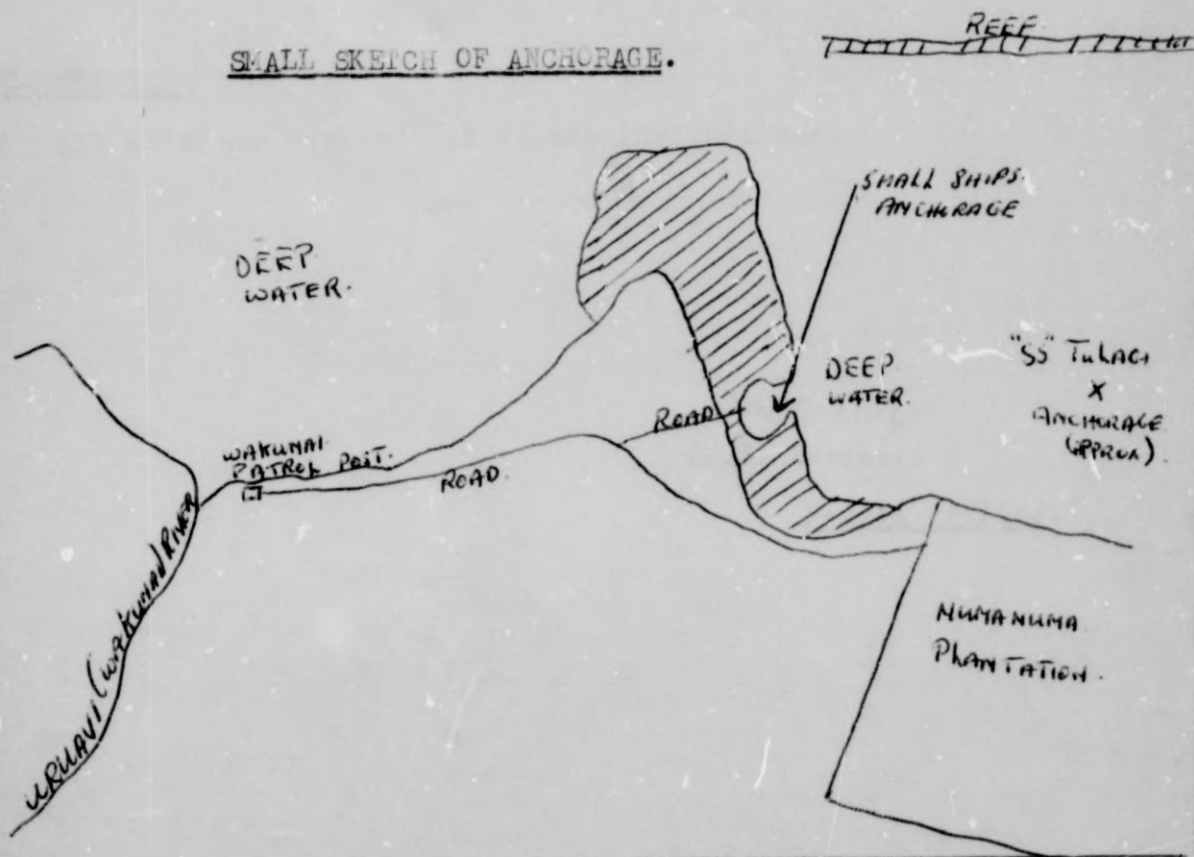 SMALL SKETCH OF ANCHORAGE.
REEF.
SMALL SHIPS.
ANCHORAGE
DEEP
WATER.
DEEP
WATER.
"SS" TULAGI
X
ANCHORAGE
(APPROX).
ROAD
WAKUNAI
PATROL POST.
ROAD.
URUAVI (WAKUNAI) RIVER
NUMANUMA
PLANTATION.